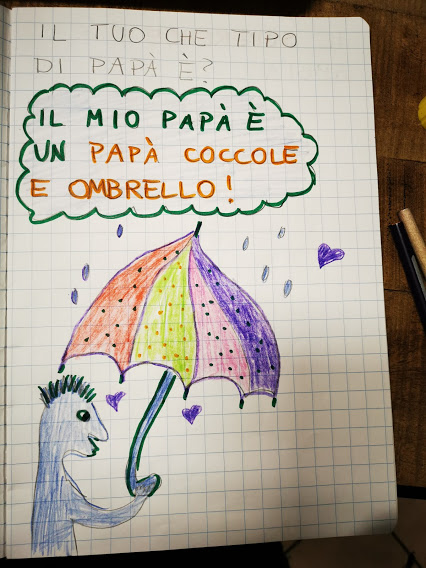 IL TUO CHE TIPO
DI PAPÀ È?
IL MIO PAPÀ È
UN PAPÀ COCCOLE
E OMBRELLO!